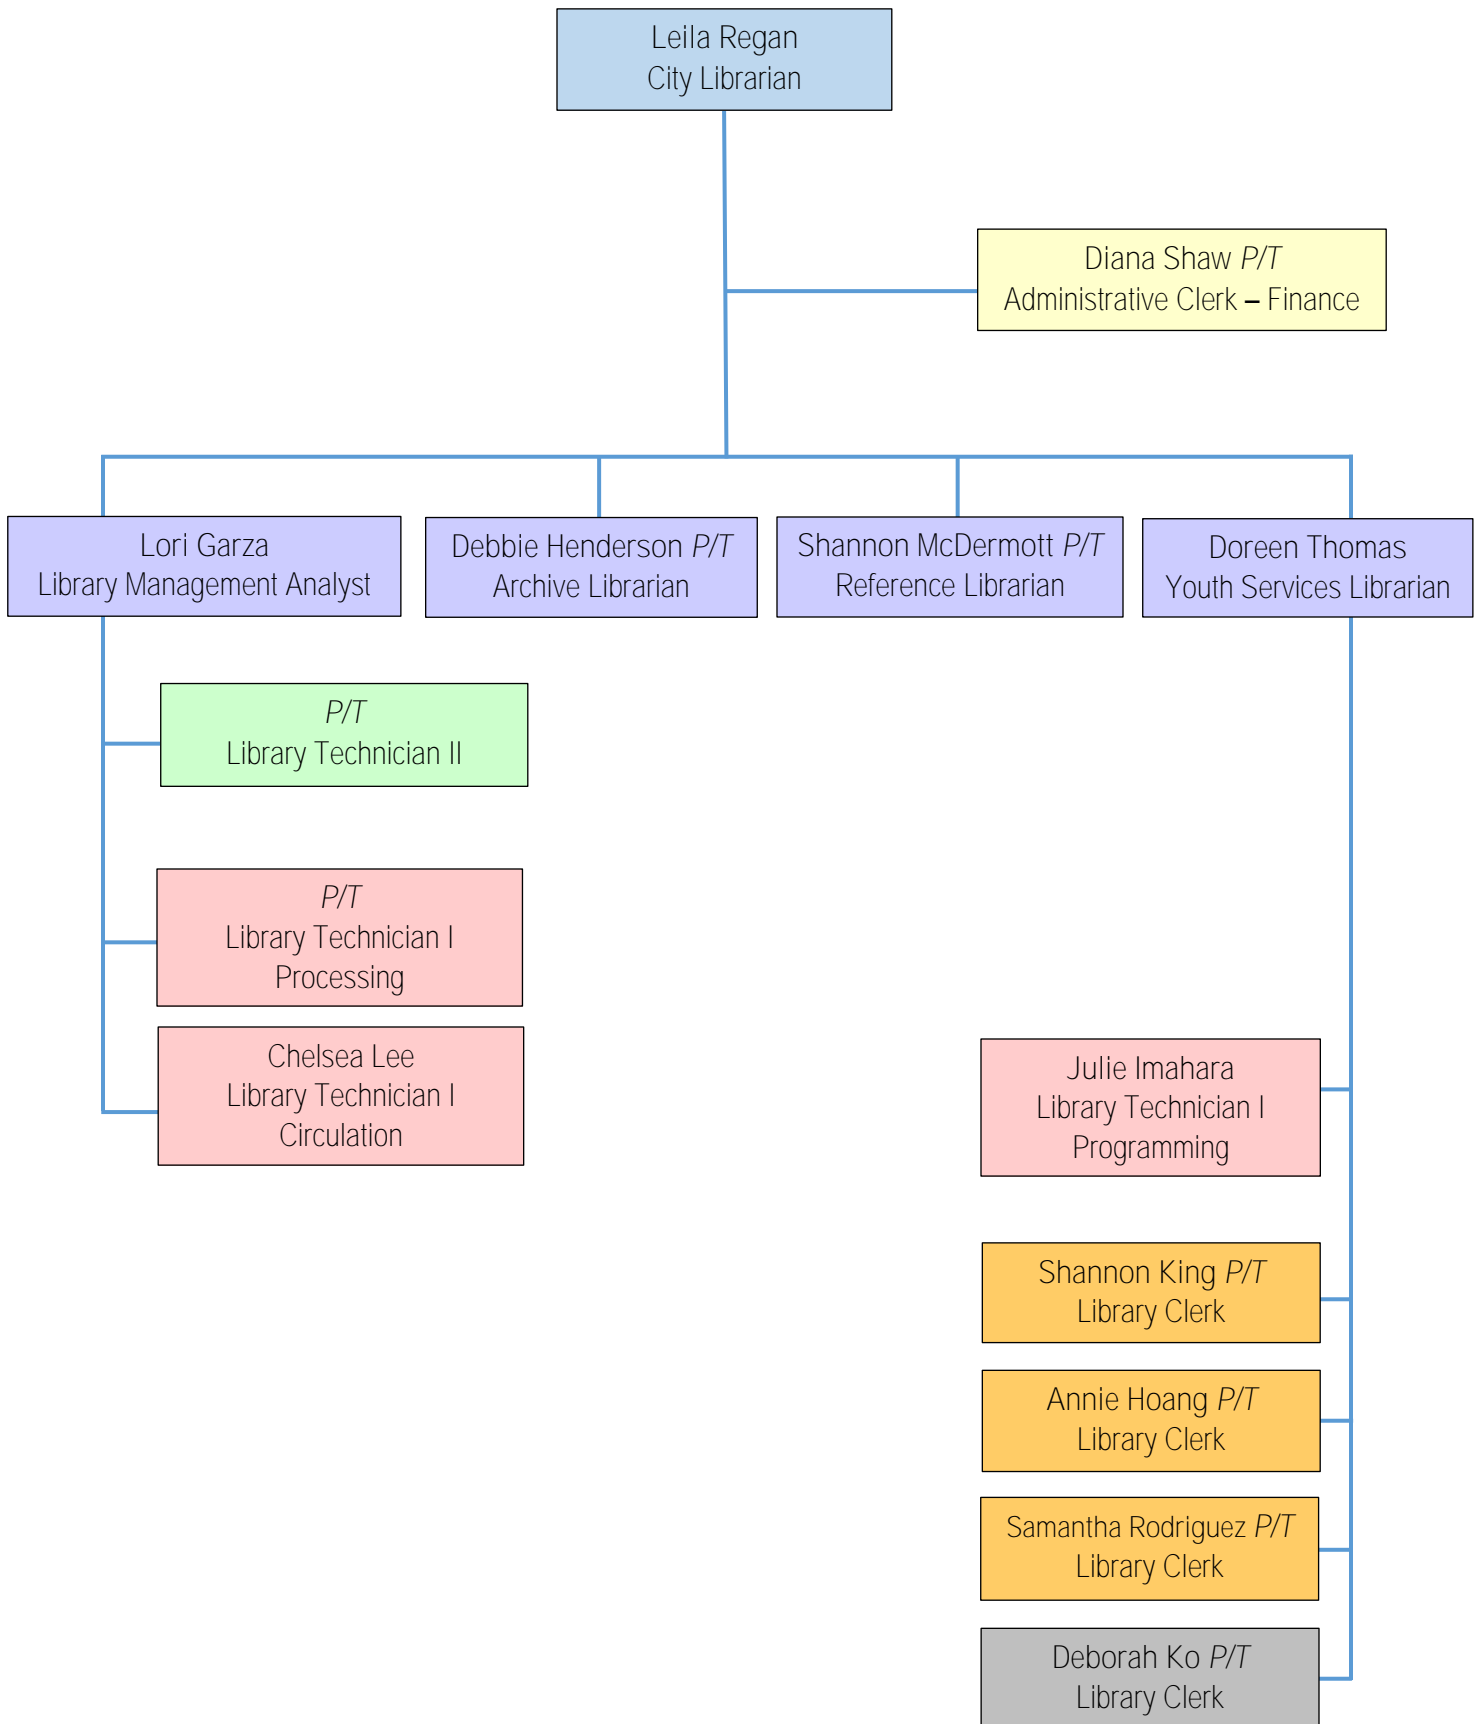 Leila Regan
City Librarian
Diana Shaw P/T
Administrative Clerk – Finance
Lori Garza
Library Management Analyst
Debbie Henderson P/T
Archive Librarian
Shannon McDermott P/T
Reference Librarian
Doreen Thomas
Youth Services Librarian
P/T
Library Technician II
P/T
Library Technician I
Processing
Chelsea Lee
Library Technician I
Circulation
Julie Imahara
Library Technician I
Programming
Shannon King P/T
Library Clerk
Annie Hoang P/T
Library Clerk
Samantha Rodriguez P/T
Library Clerk
Deborah Ko P/T
Library Clerk